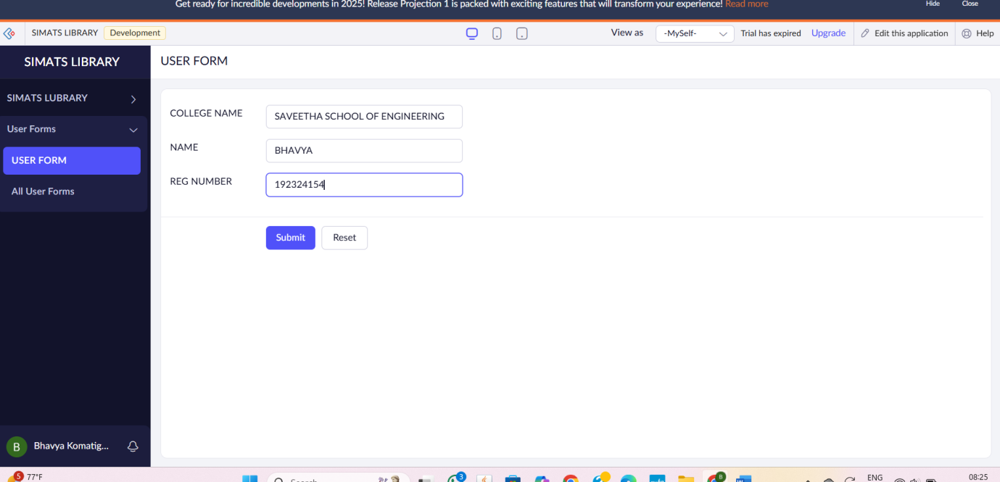 Get ready for incredible developments in 2025! Release Projection 1 is packed with exciting features that will transform your experience! Read more Hide Close
SIMATS LIBRARY Development View as -MySelf- Trial has expired Upgrade Edit this application Help
SIMATS LIBRARY
USER FORM
SIMATS LUBRARY
User Forms
USER FORM
All User Forms
COLLEGE NAME SAVEETHA SCHOOL OF ENGINEERING
NAME BHAVYA
REG NUMBER 192324154
Submit Reset
B Bhavya Komatig...
5 77°F Search 3 B ENG 08:25